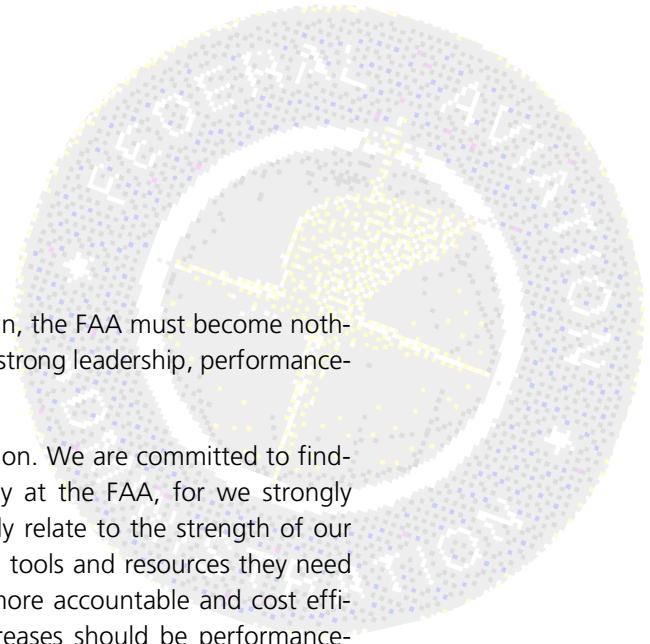 FEDERAL AVIATION
n, the FAA must become noth-
strong leadership, performance-
on. We are committed to find-
y at the FAA, for we strongly
ly relate to the strength of our
tools and resources they need
more accountable and cost effi-
reases should be performance-